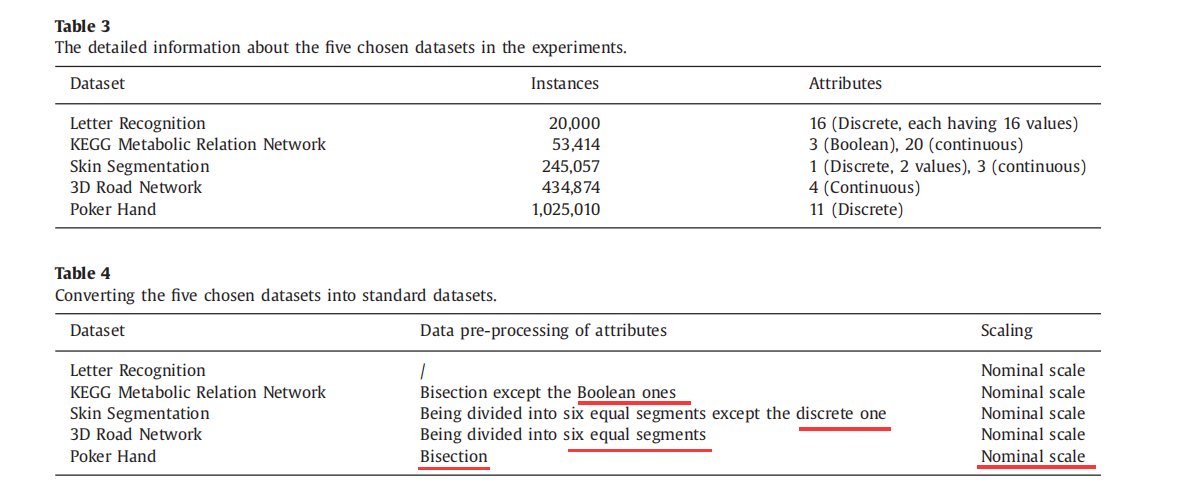 Table 3
The detailed information about the five chosen datasets in the experiments.
Dataset Instances Attributes
Letter Recognition 20,000 16 (Discrete, each having 16 values)
KEGG Metabolic Relation Network 53,414 3 (Boolean), 20 (continuous)
Skin Segmentation 245,057 1 (Discrete, 2 values), 3 (continuous)
3D Road Network 434,874 4 (Continuous)
Poker Hand 1,025,010 11 (Discrete)
Table 4
Converting the five chosen datasets into standard datasets.
Dataset Data pre-processing of attributes Scaling
Letter Recognition / Nominal scale
KEGG Metabolic Relation Network Bisection except the Boolean ones Nominal scale
Skin Segmentation Being divided into six equal segments except the discrete one Nominal scale
3D Road Network Being divided into six equal segments Nominal scale
Poker Hand Bisection Nominal scale